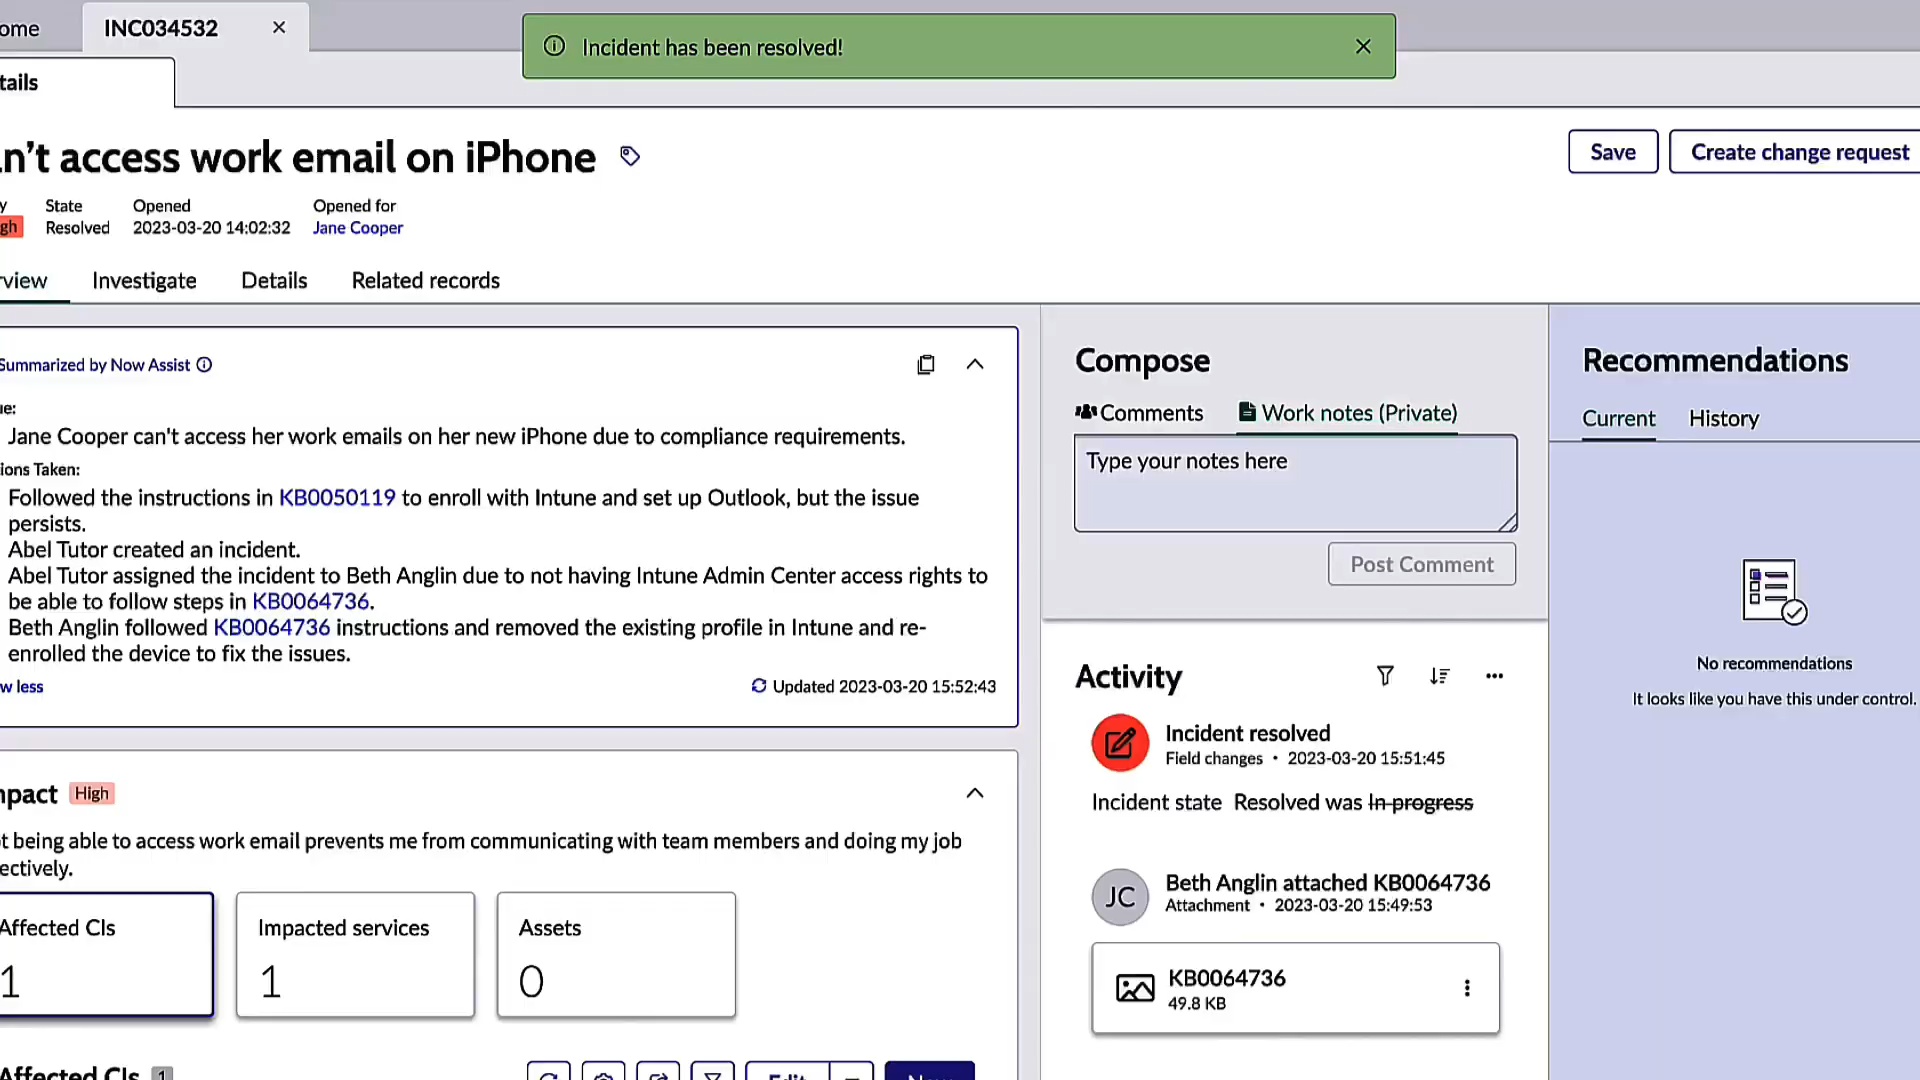 ome
INC034532
Incident has been resolved!
tails
n't access work email on iPhone
Save
Create change request
y
State
Opened
Opened for
gh
Resolved
2023-03-20 14:02:32
Jane Cooper
rview
Investigate
Details
Related records
Summarized by Now Assist
ue:
Jane Cooper can't access her work emails on her new iPhone due to compliance requirements.
ions Taken:
Followed the instructions in KB0050119 to enroll with Intune and set up Outlook, but the issue
persists.
Abel Tutor created an incident.
Abel Tutor assigned the incident to Beth Anglin due to not having Intune Admin Center access rights to
be able to follow steps in KB0064736.
Beth Anglin followed KB0064736 instructions and removed the existing profile in Intune and re-
enrolled the device to fix the issues.
w less
Updated 2023-03-20 15:52:43
mpact
High
t being able to access work email prevents me from communicating with team members and doing my job
ectively.
Affected CIs
1
Impacted services
1
Assets
0
Affected CIs 1
Edit
New
Compose
Comments
Work notes (Private)
Type your notes here
Post Comment
Activity
Incident resolved
Field changes • 2023-03-20 15:51:45
Incident state Resolved was In progress
JC
Beth Anglin attached KB0064736
Attachment • 2023-03-20 15:49:53
KB0064736
49.8 KB
Recommendations
Current
History
No recommendations
It looks like you have this under control.